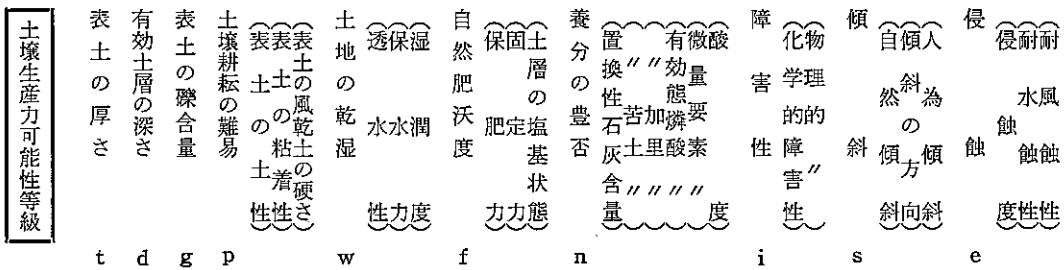 土壌生産力可能性等級
表土の厚さ t
有効土層の深さ d
表土の礫含量 g
土壌耕耘の難易 p
(表土の土性)
(表土の粘着性)
(表土の風乾土の硬さ)
土地の乾湿 w
(透水性)
(保水力)
(湿潤度)
自然肥沃度 f
(保肥力)
(固定力)
(土層の塩基状態)
養分の豊否 n
(置換性石灰含量)
(〃苦土〃)
(〃加里〃)
(有効態燐酸〃)
(微量要素〃)
(酸度)
障害性 i
(化学的障害性)
(物理的〃)
傾斜 s
(自然傾斜)
(傾斜の方向)
(人為傾斜)
侵蝕 e
(侵蝕度)
(耐水蝕性)
(耐風蝕性)